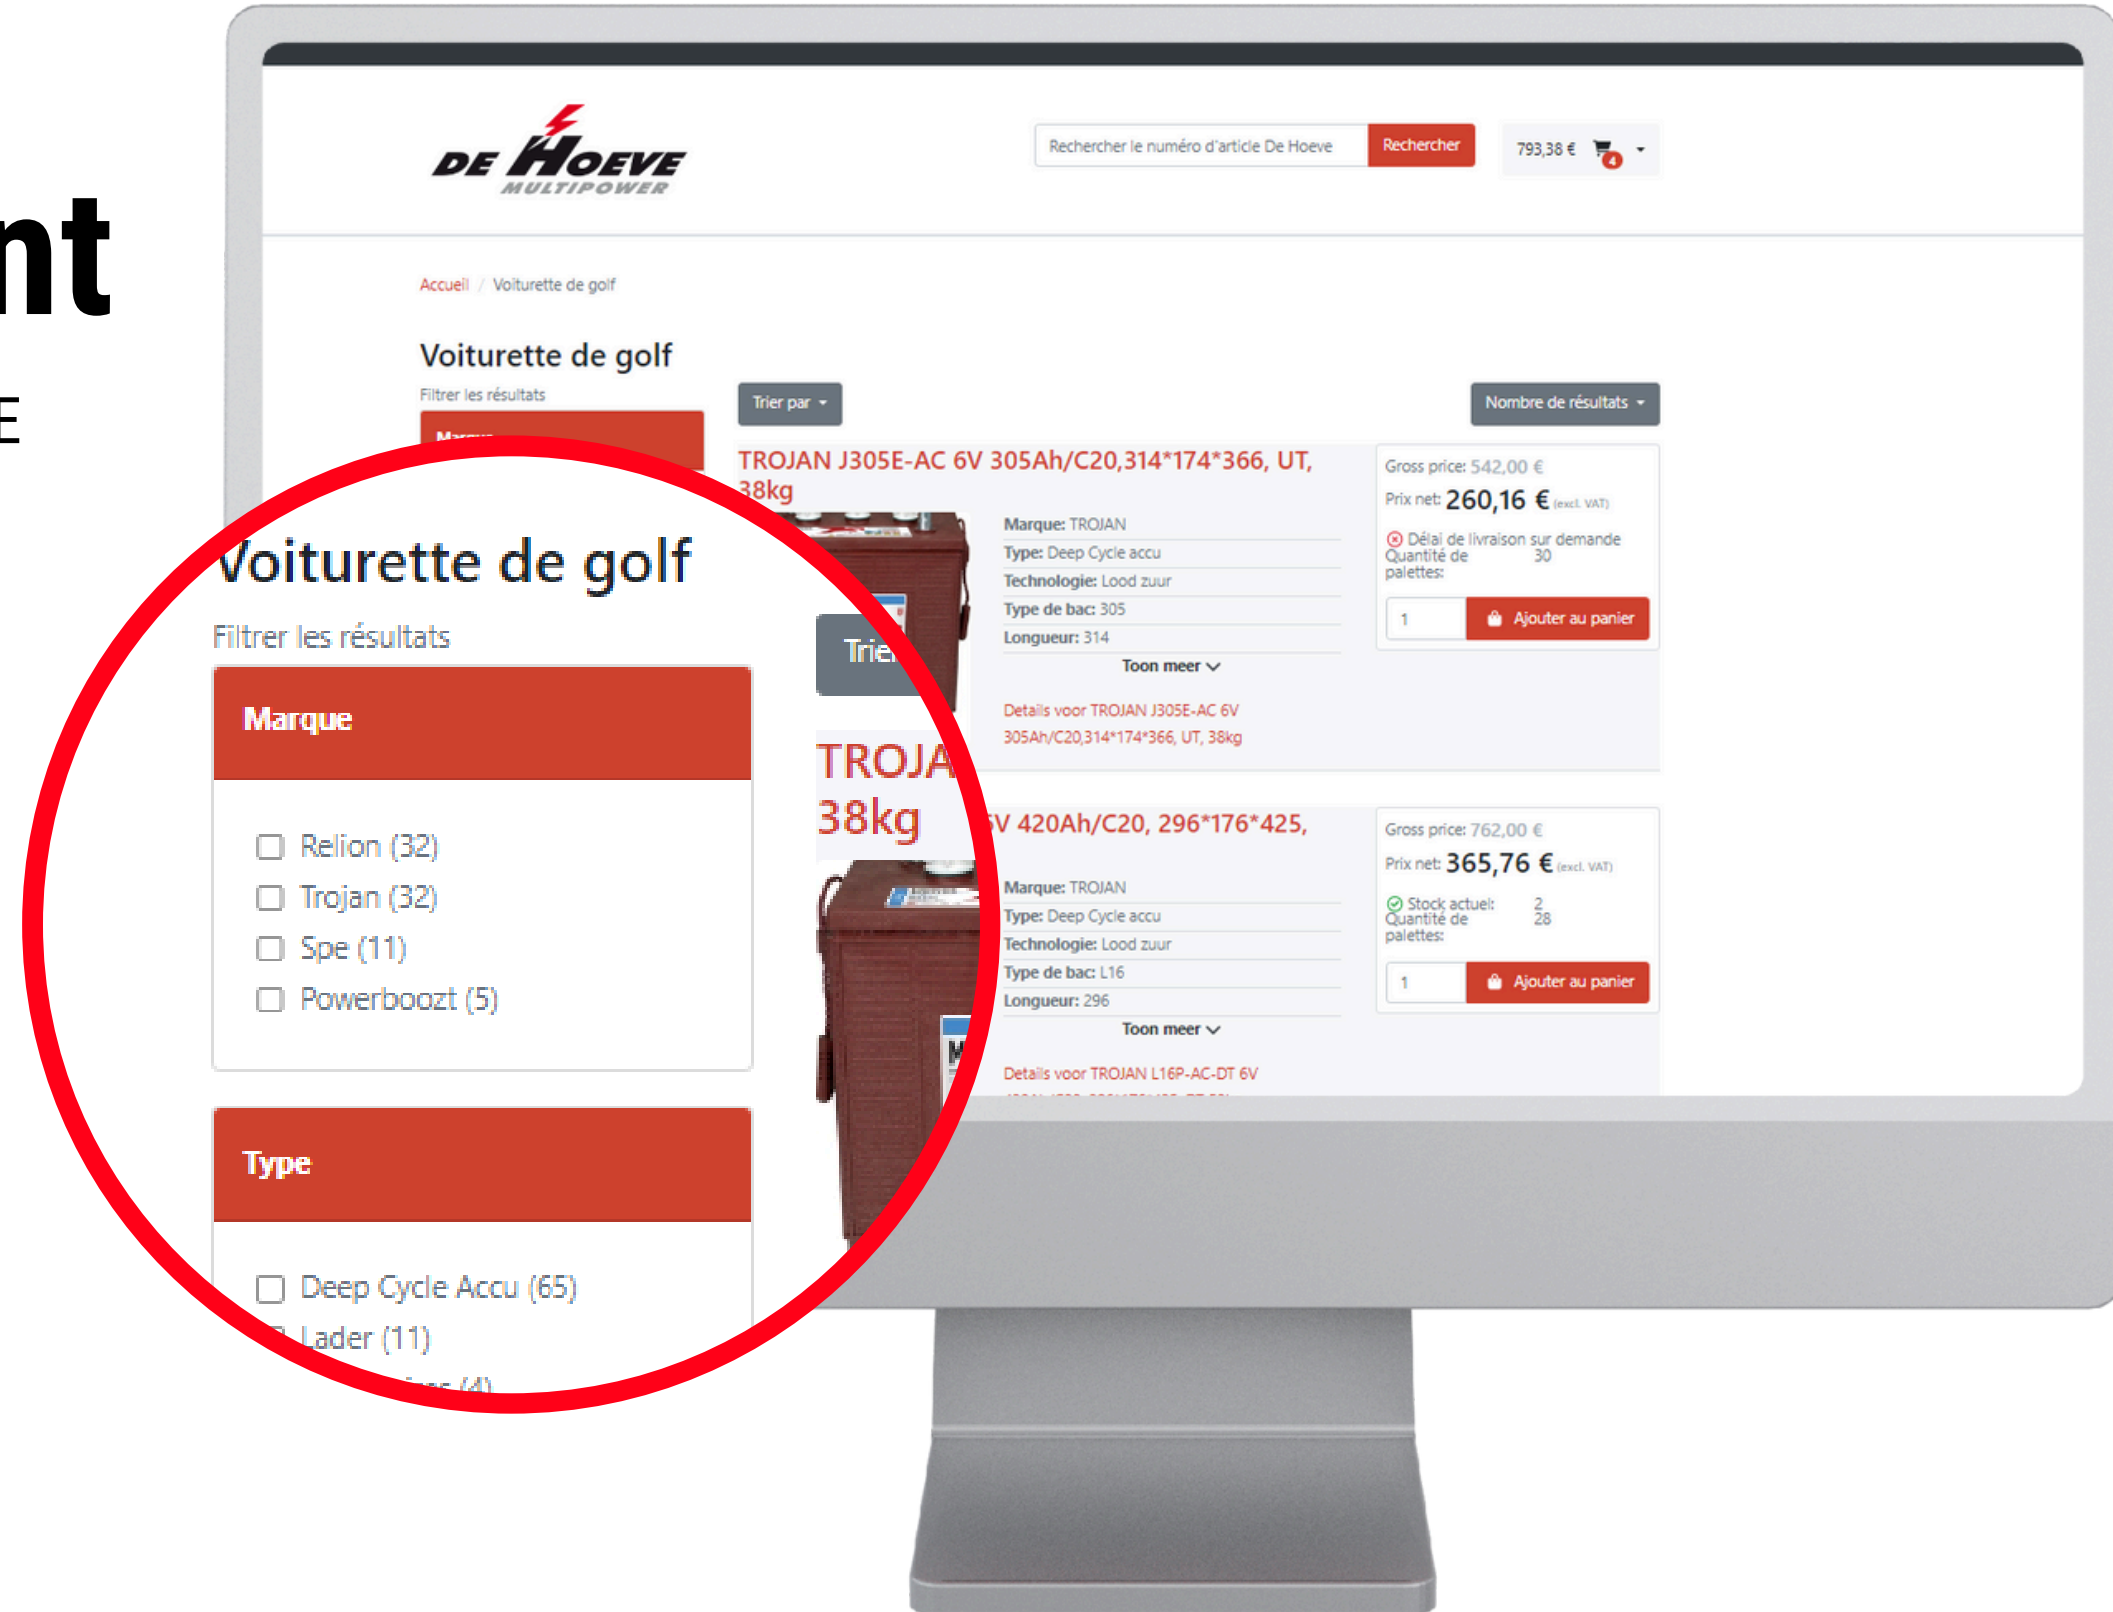 nt
E
DE HOEVE
MULTIPOWER
Rechercher le numéro d'article De Hoeve
Rechercher
793,38 €
4
Accueil / Voiturette de golf
Voiturette de golf
Filtrer les résultats
Marque
Trier par
Nombre de résultats
TROJAN J305E-AC 6V 305Ah/C20,314*174*366, UT,
38kg
Marque: TROJAN
Type: Deep Cycle accu
Technologie: Lood zuur
Type de bac: 305
Longueur: 314
Toon meer
Details voor TROJAN J305E-AC 6V
305Ah/C20,314*174*366, UT, 38kg
Gross price: 542,00 €
Prix net: 260,16 € (excl. VAT)
Délai de livraison sur demande
Quantité de palettes: 30
1
Ajouter au panier
6V 420Ah/C20, 296*176*425,
Marque: TROJAN
Type: Deep Cycle accu
Technologie: Lood zuur
Type de bac: L16
Longueur: 296
Toon meer
Details voor TROJAN L16P-AC-DT 6V
Gross price: 762,00 €
Prix net: 365,76 € (excl. VAT)
Stock actuel: 2
Quantité de palettes: 28
1
Ajouter au panier
Voiturette de golf
Filtrer les résultats
Marque
Relion (32)
Trojan (32)
Spe (11)
Powerboozt (5)
Type
Deep Cycle Accu (65)
Lader (11)
(4)
Trier
TROJA
38kg